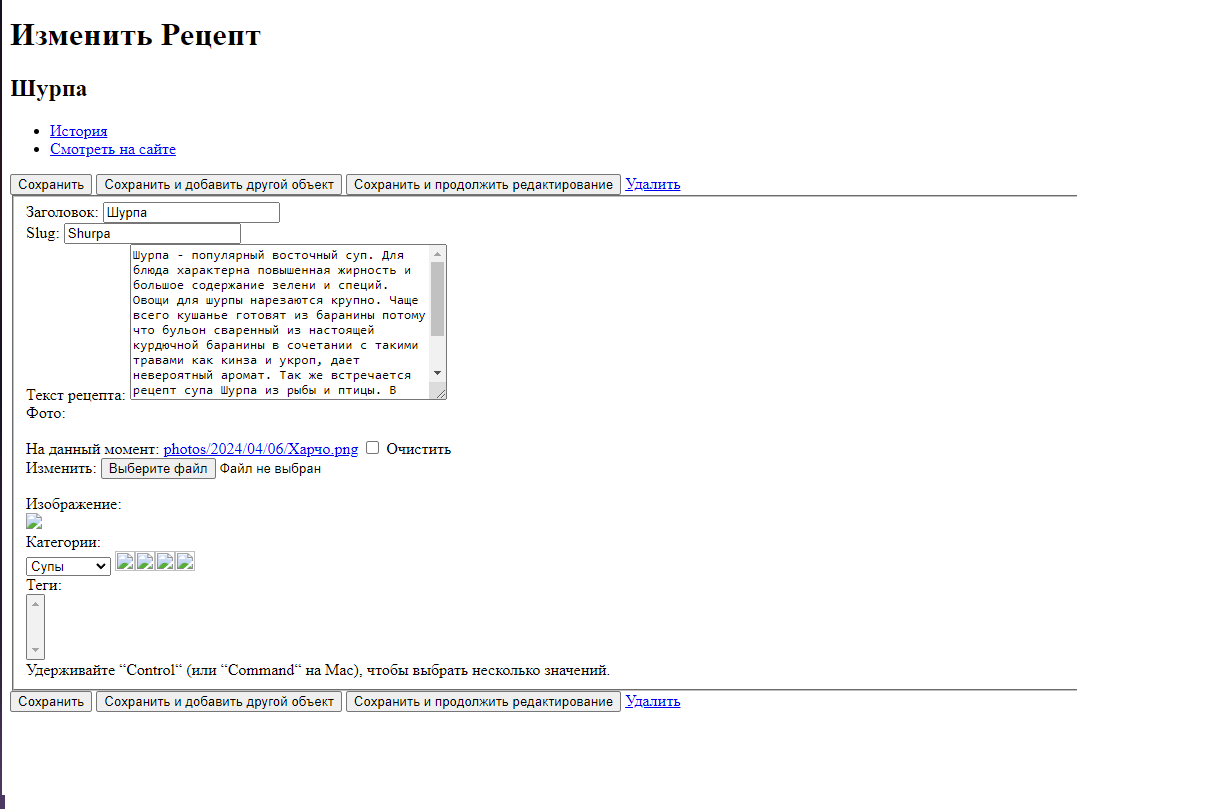 Изменить Рецепт
Шурпа
История
Смотреть на сайте
Сохранить Сохранить и добавить другой объект Сохранить и продолжить редактирование Удалить
Заголовок: Шурпа
Slug: Shurpa
Шурпа - популярный восточный суп. Для
блюда характерна повышенная жирность и
большое содержание зелени и специй.
Овощи для шурпы нарезаются крупно. Чаще
всего кушанье готовят из баранины потому
что бульон сваренный из настоящей
курдючной баранины в сочетании с такими
травами как кинза и укроп, дает
невероятный аромат. Так же встречается
рецепт супа Шурпа из рыбы и птицы. В
Текст рецепта:
Фото:
На данный момент: photos/2024/04/06/Харчо.png Очистить
Изменить: Выберите файл Файл не выбран
Изображение:
Категории:
Супы
Теги:
Удерживайте “Control“ (или “Command“ на Mac), чтобы выбрать несколько значений.
Сохранить Сохранить и добавить другой объект Сохранить и продолжить редактирование Удалить